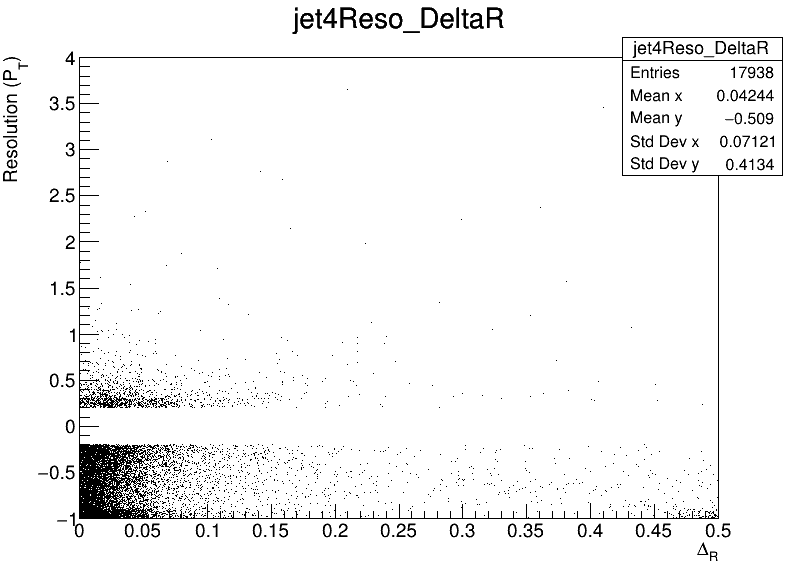 jet4Reso_DeltaR
jet4Reso_DeltaR
Entries 17938
Mean x 0.04244
Mean y −0.509
Std Dev x 0.07121
Std Dev y 0.4134
Resolution (P_T)
4
3.5
3
2.5
2
1.5
1
0.5
0
−0.5
−1
0 0.05 0.1 0.15 0.2 0.25 0.3 0.35 0.4 0.45 0.5
Δ_R